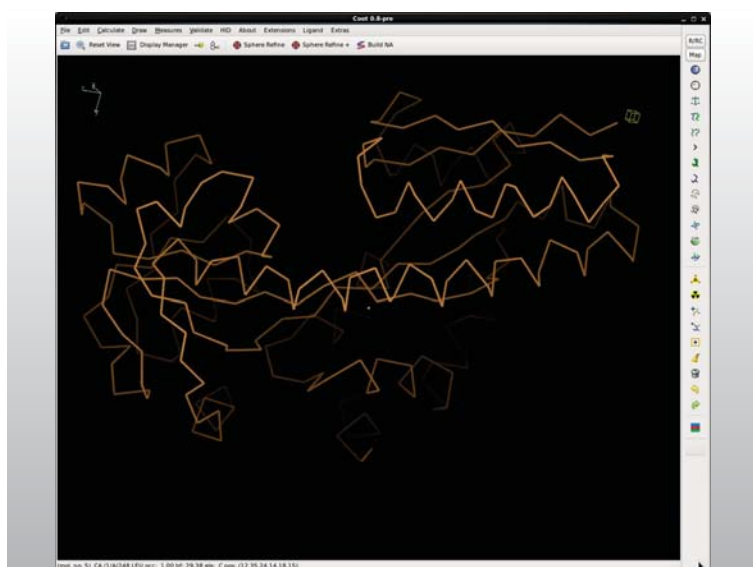 Coot 0.8-pre
File Edit Calculate Draw Measures Validate HID About Extensions Ligand Extras
Reset View Display Manager Sphere Refine Sphere Refine + Build NA
R/RC
Map